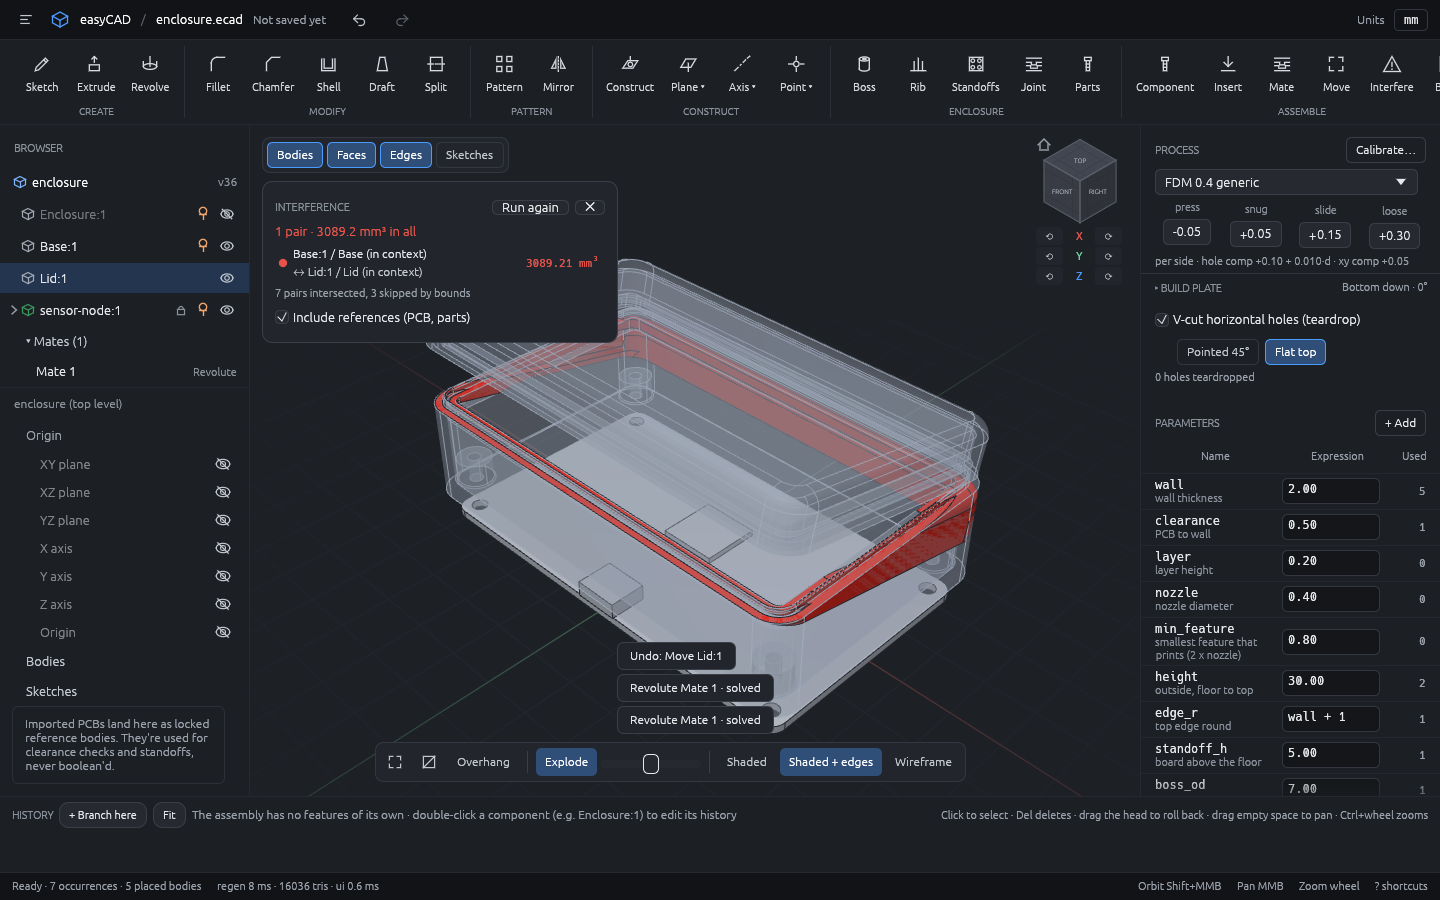 easyCAD / enclosure.ecad Not saved yet
Units mm
Sketch Extrude Revolve
CREATE
Fillet Chamfer Shell Draft Split
MODIFY
Pattern Mirror
PATTERN
Construct Plane Axis Point
CONSTRUCT
Boss Rib Standoffs Joint Parts
ENCLOSURE
Component Insert Mate Move Interfere
ASSEMBLE
BROWSER
enclosure v36
Enclosure:1
Base:1
Lid:1
sensor-node:1
Mates (1)
Mate 1 Revolute
enclosure (top level)
Origin
XY plane
XZ plane
YZ plane
X axis
Y axis
Z axis
Origin
Bodies
Sketches
Imported PCBs land here as locked
reference bodies. They're used for
clearance checks and standoffs,
never boolean'd.
Bodies Faces Edges Sketches
INTERFERENCE Run again ✕
1 pair · 3089.2 mm³ in all
Base:1 / Base (in context)
↔ Lid:1 / Lid (in context)
3089.21 mm³
7 pairs intersected, 3 skipped by bounds
Include references (PCB, parts)
TOP
FRONT RIGHT
X
Y
Z
Undo: Move Lid:1
Revolute Mate 1 · solved
Revolute Mate 1 · solved
Overhang Explode Shaded Shaded + edges Wireframe
PROCESS Calibrate...
FDM 0.4 generic
press snug slide loose
-0.05 +0.05 +0.15 +0.30
per side · hole comp +0.10 + 0.010·d · xy comp +0.05
BUILD PLATE Bottom down · 0°
V-cut horizontal holes (teardrop)
Pointed 45° Flat top
0 holes teardropped
PARAMETERS + Add
Name Expression Used
wall 2.00 5
wall thickness
clearance 0.50 1
PCB to wall
layer 0.20 0
layer height
nozzle 0.40 0
nozzle diameter
min_feature 0.80 0
smallest feature that
prints (2 x nozzle)
height 30.00 2
outside, floor to top
edge_r wall + 1 1
top edge round
standoff_h 5.00 1
board above the floor
boss_od 7.00 1
HISTORY + Branch here Fit The assembly has no features of its own · double-click a component (e.g. Enclosure:1) to edit its history
Click to select · Del deletes · drag the head to roll back · drag empty space to pan · Ctrl+wheel zooms
Ready · 7 occurrences · 5 placed bodies regen 8 ms · 16036 tris · ui 0.6 ms
Orbit Shift+MMB Pan MMB Zoom wheel ? shortcuts